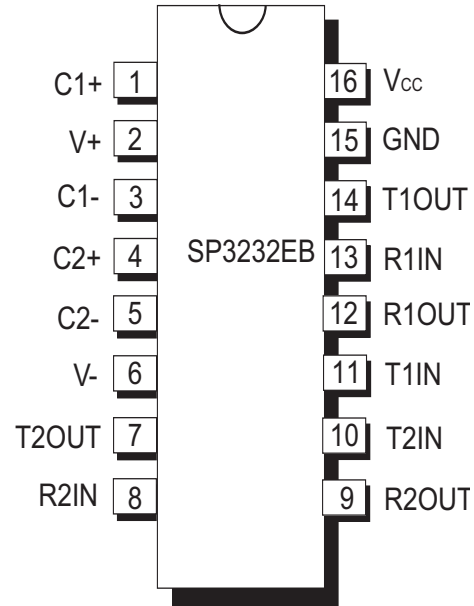 C1+ 1 16 Vcc
V+ 2 15 GND
C1- 3 14 T1OUT
C2+ 4 SP3232EB 13 R1IN
C2- 5 12 R1OUT
V- 6 11 T1IN
T2OUT 7 10 T2IN
R2IN 8 9 R2OUT